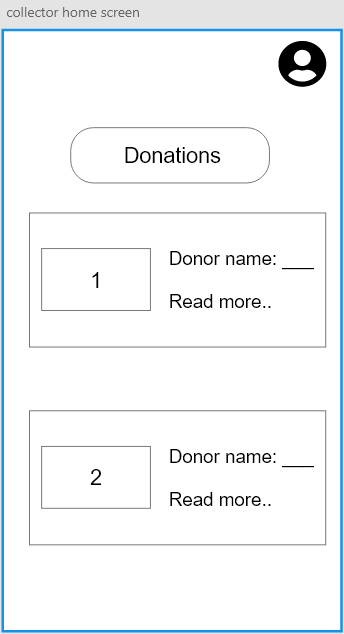 collector home screen
Donations
1
Donor name: ___
Read more..
2
Donor name: ___
Read more..